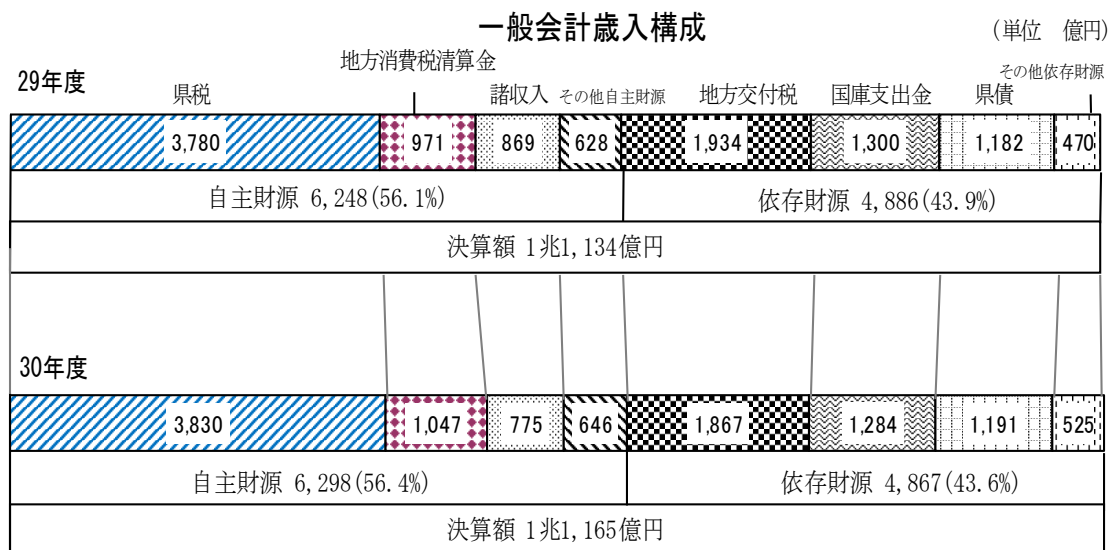 一般会計歳入構成
(単位　億円)
29年度
県税
地方消費税清算金
諸収入
その他自主財源
地方交付税
国庫支出金
県債
その他依存財源
3,780
971
869
628
1,934
1,300
1,182
470
自主財源 6,248(56.1%)
依存財源 4,886(43.9%)
決算額 1兆1,134億円
30年度
3,830
1,047
775
646
1,867
1,284
1,191
525
自主財源 6,298(56.4%)
依存財源 4,867(43.6%)
決算額 1兆1,165億円